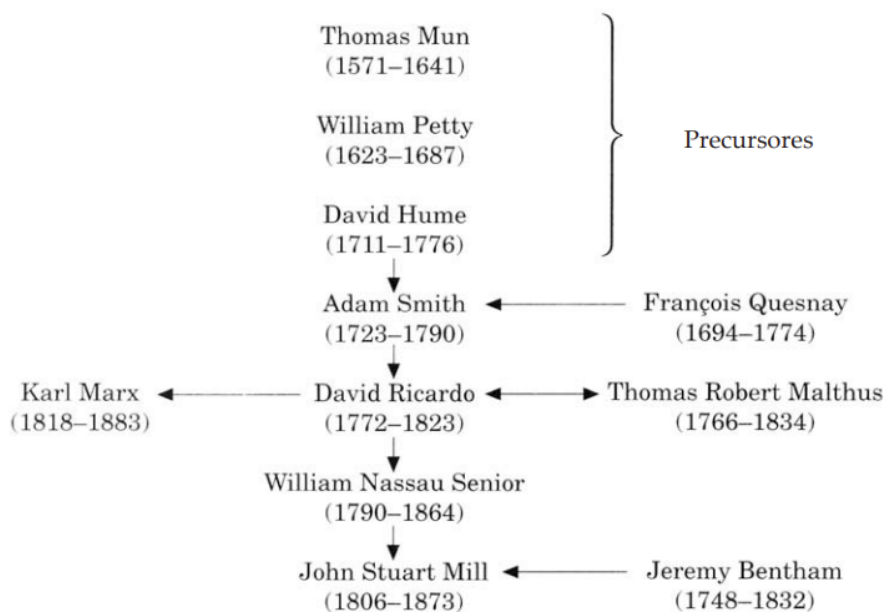 Thomas Mun
(1571–1641)
William Petty
(1623–1687)
Precursores
David Hume
(1711–1776)
Adam Smith
(1723–1790)
François Quesnay
(1694–1774)
Karl Marx
(1818–1883)
David Ricardo
(1772–1823)
Thomas Robert Malthus
(1766–1834)
William Nassau Senior
(1790–1864)
John Stuart Mill
(1806–1873)
Jeremy Bentham
(1748–1832)